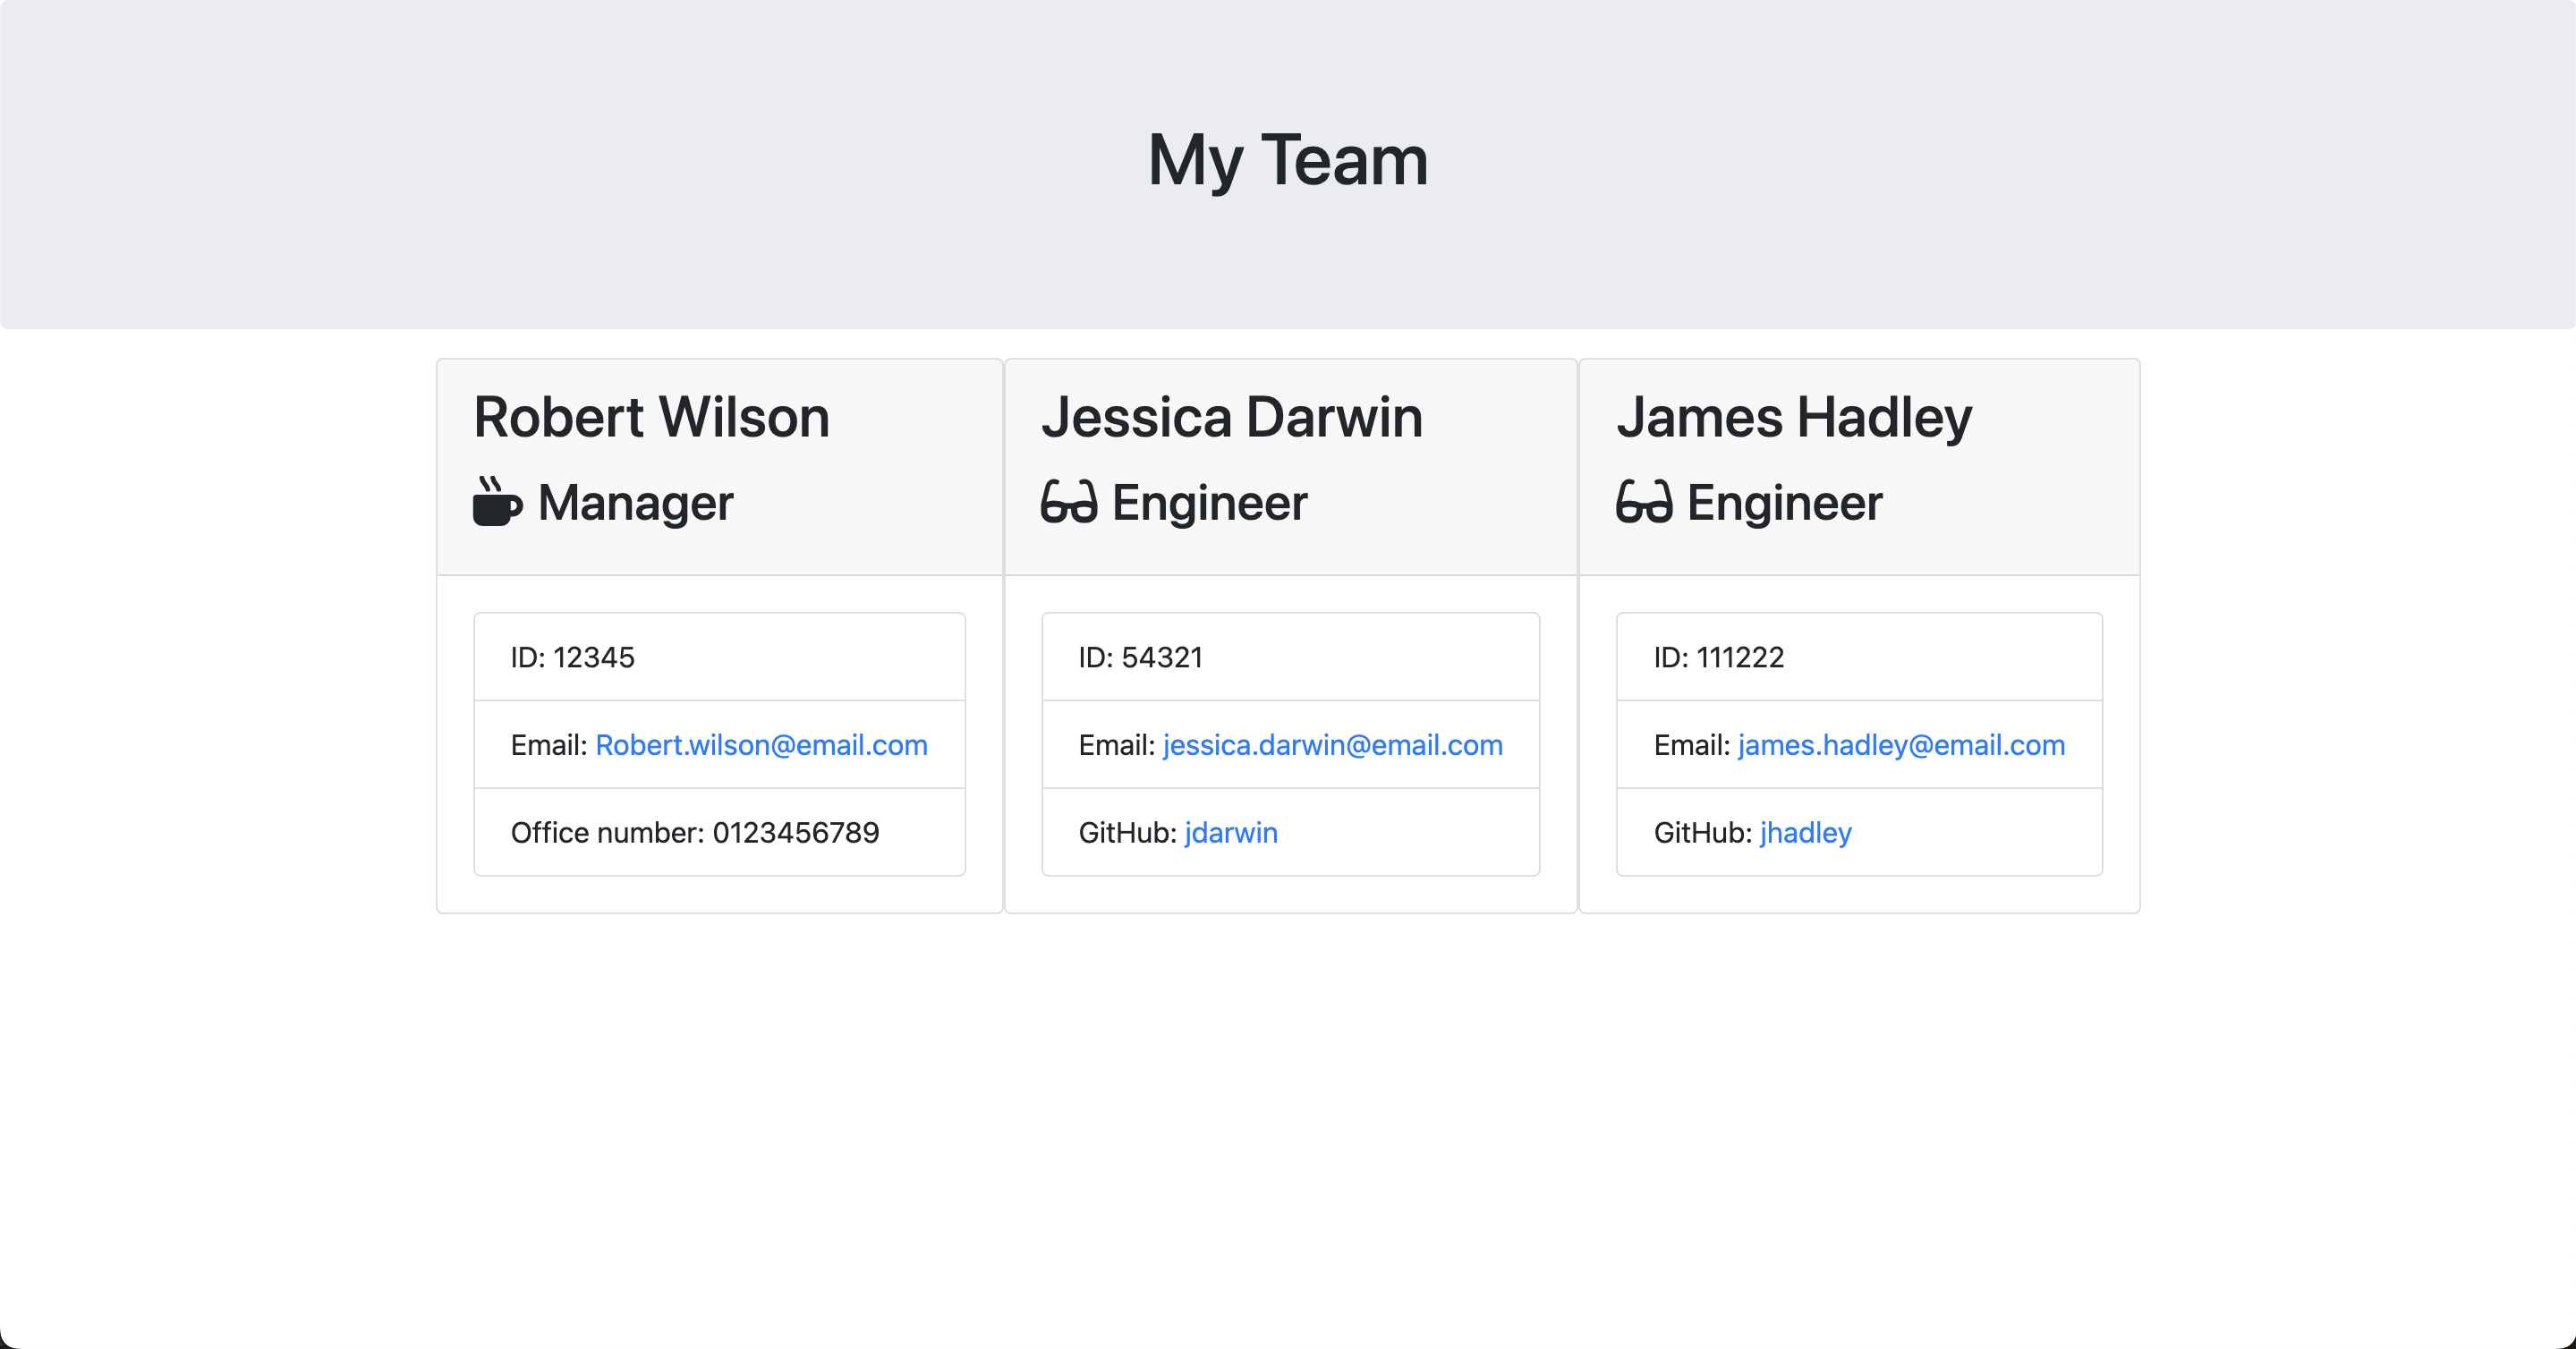 My Team
Robert Wilson
Manager
ID: 12345
Email: Robert.wilson@email.com
Office number: 0123456789
Jessica Darwin
Engineer
ID: 54321
Email: jessica.darwin@email.com
GitHub: jdarwin
James Hadley
Engineer
ID: 111222
Email: james.hadley@email.com
GitHub: jhadley